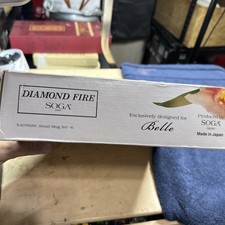 DIAMOND FIRE
SOGA
Exclusively designed for
Belle
Produced by
SOGA
Made in Japan